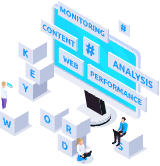 MONITORING
#
CONTENT
#
ANALYSIS
WEB
PERFORMANCE
K
E
Y
W
O
R
D